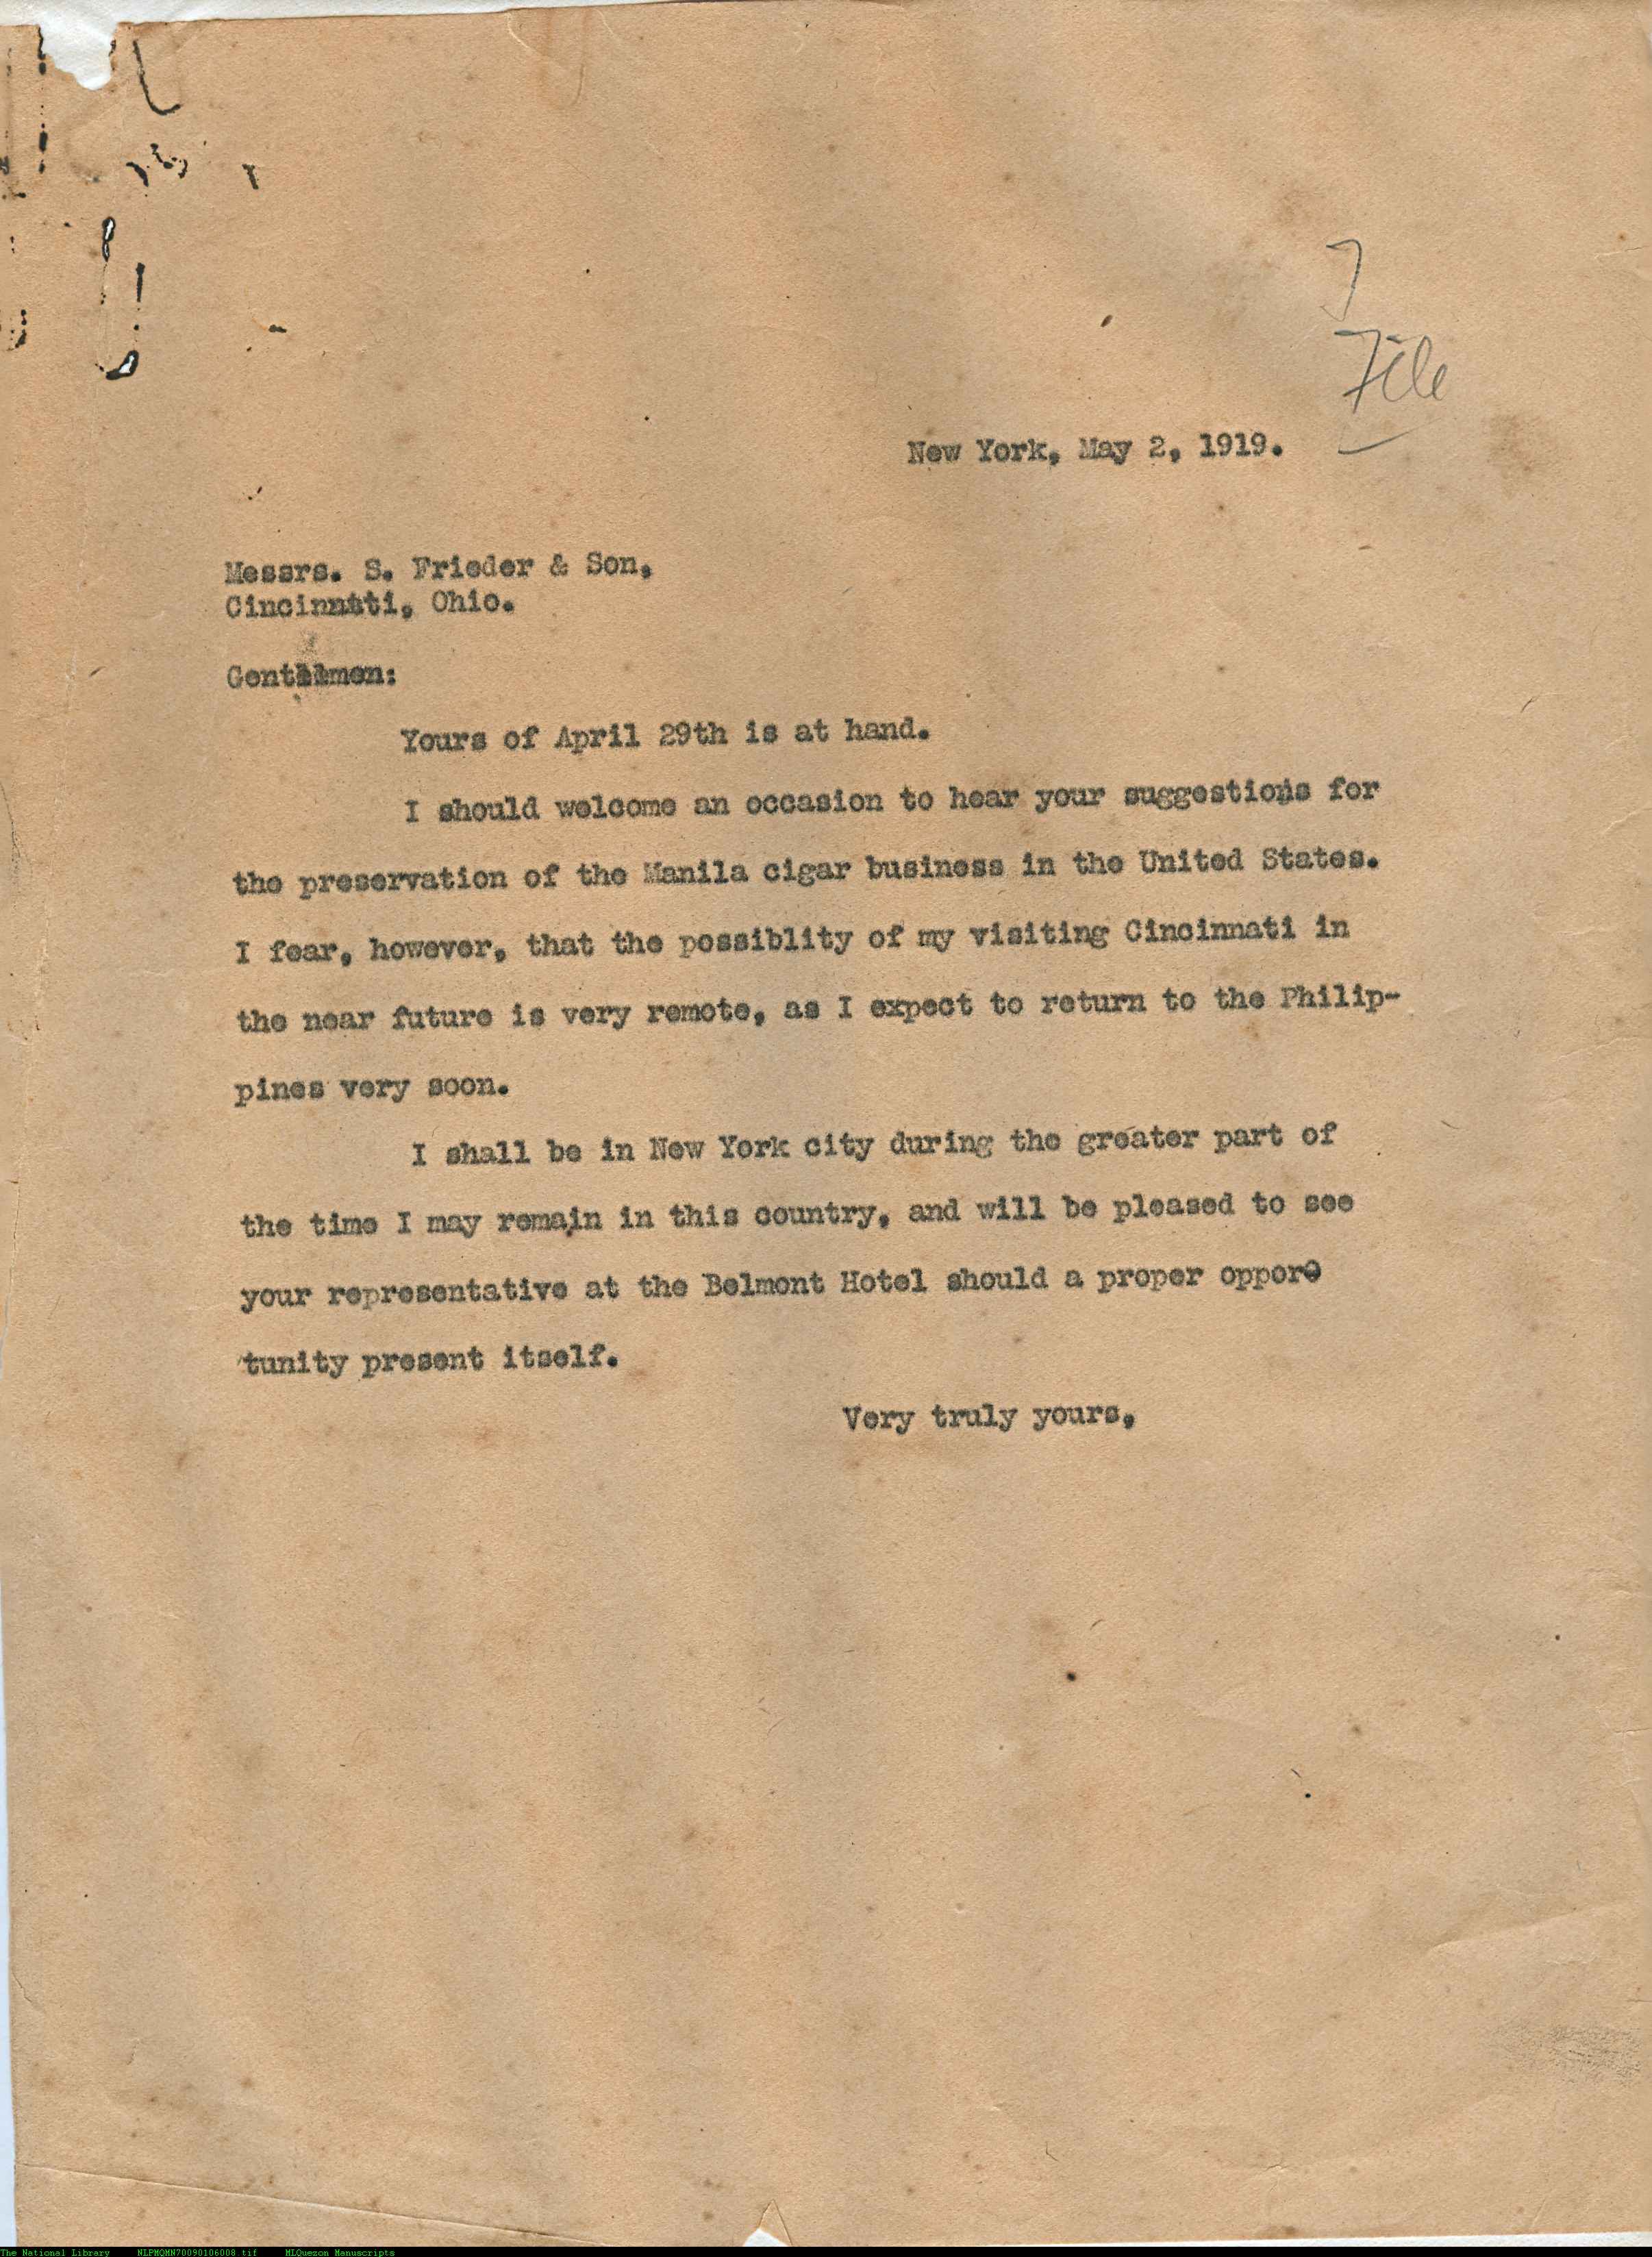 F
File
New York, May 2, 1919.
Messrs. S. Frieder & Son,
Cincinnati, Ohio.
Gentlemen:
Yours of April 29th is at hand.
I should welcome an occasion to hear your suggestions for
the preservation of the Manila cigar business in the United States.
I fear, however, that the possiblity of my visiting Cincinnati in
the near future is very remote, as I expect to return to the Philip-
pines very soon.
I shall be in New York city during the greater part of
the time I may remain in this country, and will be pleased to see
your representative at the Belmont Hotel should a proper oppor-
tunity present itself.
Very truly yours,
The National Library NLPMQMN70090106008.tif MLQuezon Manuscripts